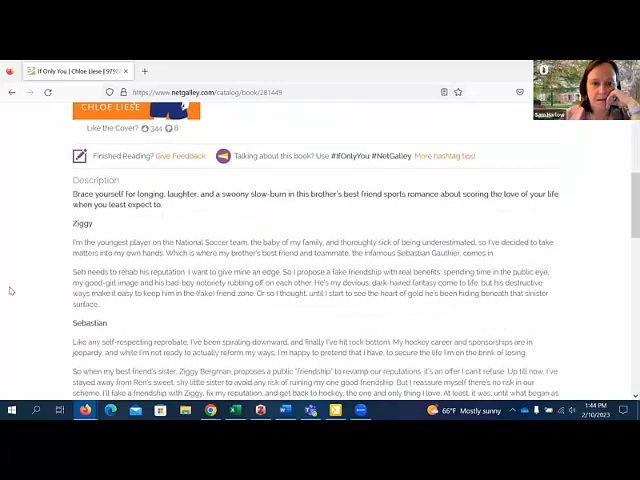 If Only You | Chloe Liese | 9798
https://www.netgalley.com/catalog/book/281449
CHLOE LIESE
Like the Cover? 344 8
Finished Reading? Give Feedback Talking about this book? Use #IfOnlyYou #NetGalley More hashtag tips!
Description
Brace yourself for longing, laughter, and a swoony slow-burn in this brother's best friend sports romance about scoring the love of your life
when you least expect to.
Ziggy
I'm the youngest player on the National Soccer team, the baby of my family, and thoroughly sick of being underestimated, so I've decided to take
matters into my own hands. Which is where my brother's best friend and teammate, the infamous Sebastian Gauthier, comes in.
Seb needs to rehab his reputation. I want to give mine an edge. So I propose a fake friendship with real benefits: spending time in the public eye,
my good-girl image and his bad-boy notoriety rubbing off on each other. He's my devious, dark-haired fantasy come to life, but his destructive
ways make it easy to keep him in the (fake) friend zone. Or so I thought, until I start to see the heart of gold he's been hiding beneath that sinister
surface...
Sebastian
Like any self-respecting reprobate, I've been spiraling downward, and finally I've hit rock bottom. My hockey career and sponsorships are in
jeopardy, and while I'm not ready to actually reform my ways, I'm happy to pretend that I have, to secure the life I'm on the brink of losing.
So when my best friend's sister, Ziggy Bergman, proposes a public "friendship" to revamp our reputations, it's an offer I can't refuse. Up till now, I've
stayed away from Ren's sweet, shy little sister to avoid any risk of ruining my one good friendship. But I reassure myself there's no risk in our
scheme. I'll fake a friendship with Ziggy, fix my reputation, and get back to hockey, the one and only thing I love. At least, it was, until what began as
66°F Mostly sunny
1:44 PM
2/10/2023